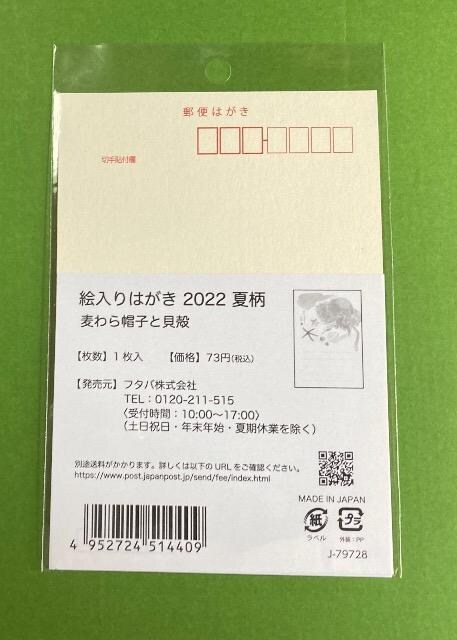 郵便はがき
切手貼付欄
絵入りはがき 2022 夏柄
麦わら帽子と貝殻
【枚数】1枚入 【価格】73円(税込)
【発売元】フタバ株式会社
TEL：0120-211-515
〈受付時間：10:00〜17:00〉
（土日祝日・年末年始・夏期休業を除く）
別途送料がかかります。詳しくは以下のURLをご確認ください。
https://www.post.japanpost.jp/send/fee/index.html
MADE IN JAPAN
紙 プラ
ラベル 外装：PP
4 952724 514409
J-79728